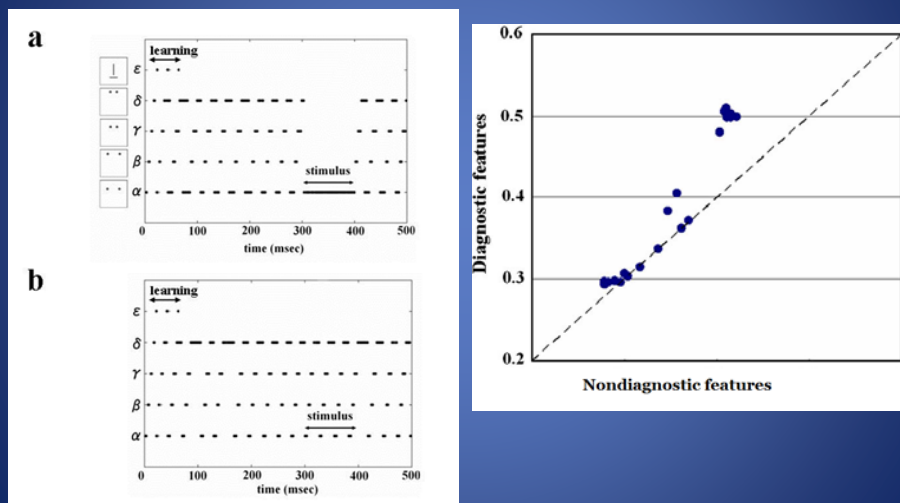 a
learning
ε
δ
γ
β
stimulus
α
0 100 200 300 400 500
time (msec)
b
learning
ε
δ
γ
β
stimulus
α
0 100 200 300 400 500
time (msec)
0.6
0.5
0.4
0.3
0.2
Diagnostic features
Nondiagnostic features